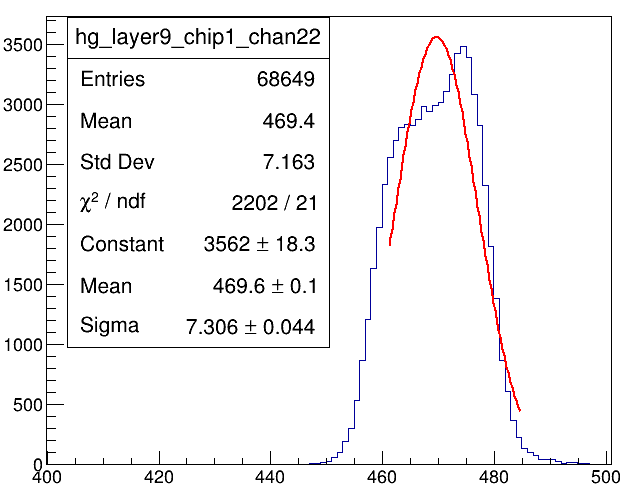 hg_layer9_chip1_chan22
Entries 68649
Mean 469.4
Std Dev 7.163
χ² / ndf 2202 / 21
Constant 3562 ± 18.3
Mean 469.6 ± 0.1
Sigma 7.306 ± 0.044
3500
3000
2500
2000
1500
1000
500
0
400 420 440 460 480 500